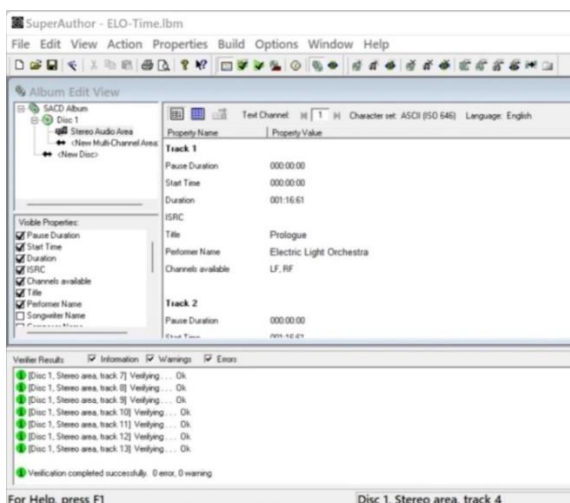 SuperAuthor - ELO-Time.lbm
File Edit View Action Properties Build Options Window Help
Album Edit View
SACD Album
Disc 1
Stereo Audio Area
<New Multi-Channel Area
<New Disc>
Text Channel: 1 Character set: ASCII (ISO 646) Language: English
Property Name Property Value
Track 1
Pause Duration 000:00:00
Start Time 000:00:00
Duration 001:16:61
ISRC
Title Prologue
Performer Name Electric Light Orchestra
Channels available LF, RF
Track 2
Pause Duration 000:00:00
Start Time 001:16:61
Visible Properties:
Pause Duration
Start Time
Duration
ISRC
Channels available
Title
Performer Name
Songwriter Name
Composer Name
Verifier Results Information Warnings Errors
[Disc 1, Stereo area, track 7] Verifying . . . Ok
[Disc 1, Stereo area, track 8] Verifying . . . Ok
[Disc 1, Stereo area, track 9] Verifying . . . Ok
[Disc 1, Stereo area, track 10] Verifying . . . Ok
[Disc 1, Stereo area, track 11] Verifying . . . Ok
[Disc 1, Stereo area, track 12] Verifying . . . Ok
[Disc 1, Stereo area, track 13] Verifying . . . Ok
Verification completed successfully. 0 error, 0 warning
For Help, press F1 Disc 1, Stereo area, track 4